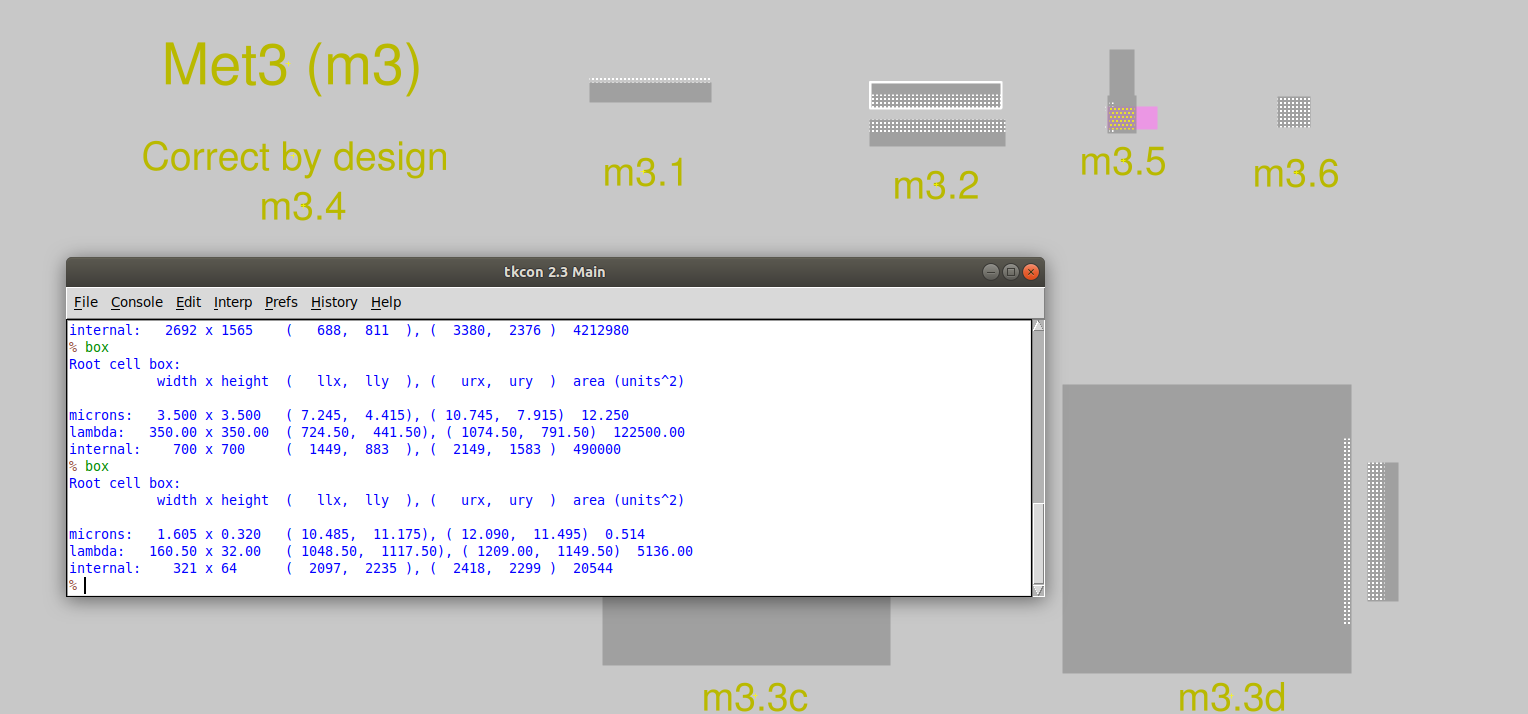 Met3 (m3)
Correct by design
m3.4
m3.1
m3.2
m3.5
m3.6
tkcon 2.3 Main
File Console Edit Interp Prefs History Help
internal:   2692 x 1565    (   688,  811  ), (  3380,  2376 )  4212980
% box
Root cell box:
           width x height  (   llx,  lly  ), (   urx,  ury  )  area (units^2)
microns:   3.500 x 3.500   ( 7.245,  4.415), ( 10.745,  7.915)  12.250
lambda:   350.00 x 350.00  ( 724.50,  441.50), ( 1074.50,  791.50)  122500.00
internal:    700 x 700     (  1449,  883  ), (  2149,  1583 )  490000
% box
Root cell box:
           width x height  (   llx,  lly  ), (   urx,  ury  )  area (units^2)
microns:   1.605 x 0.320   ( 10.485,  11.175), ( 12.090,  11.495)  0.514
lambda:   160.50 x 32.00   ( 1048.50,  1117.50), ( 1209.00,  1149.50)  5136.00
internal:    321 x 64      (  2097,  2235 ), (  2418,  2299 )  20544
%
m3.3c
m3.3d